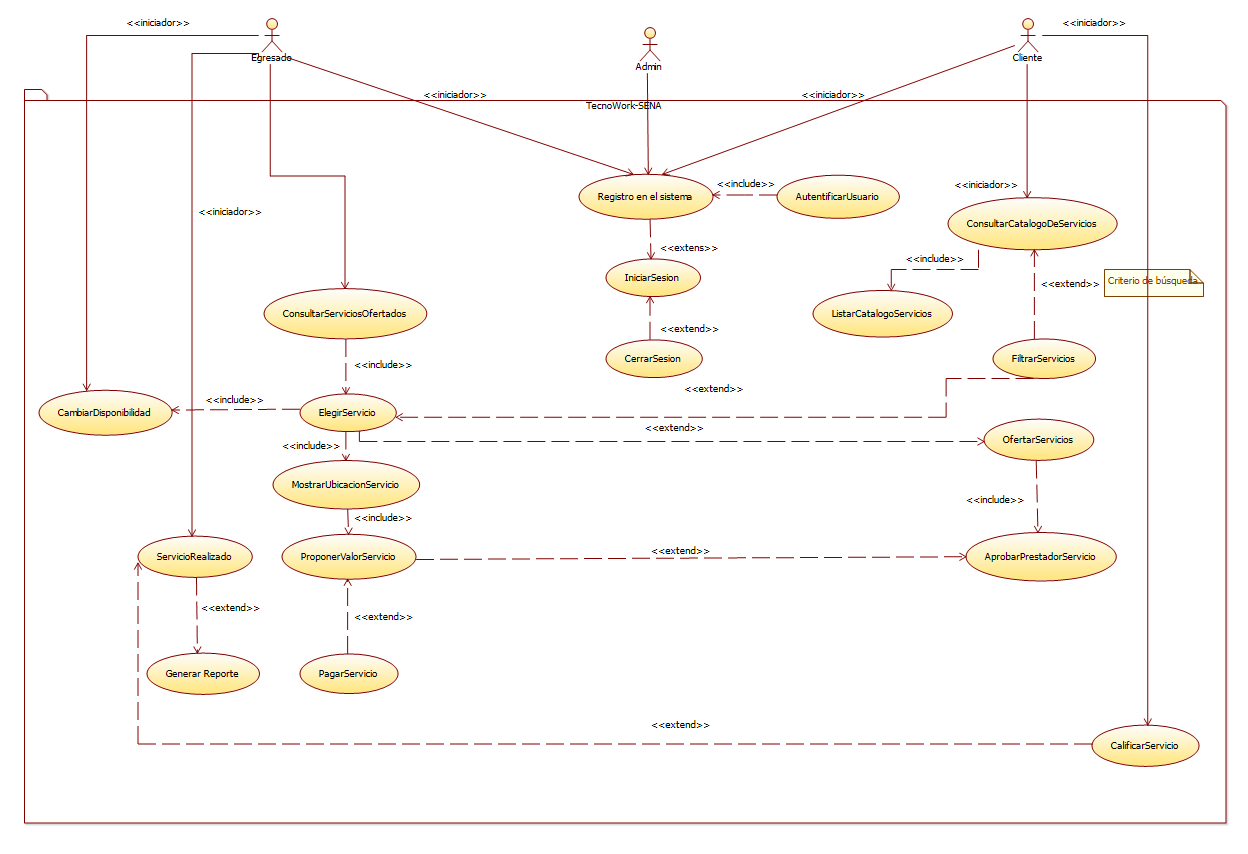 <<iniciador>>
<<iniciador>>
Egresado
Admin
Cliente
<<iniciador>>
<<iniciador>>
TecnoWork-SENA
<<include>>
<<iniciador>>
Registro en el sistema
AutentificarUsuario
<<iniciador>>
ConsultarCatalogoDeServicios
<<extens>>
<<include>>
IniciarSesion
Criterio de búsqueda
<<extend>>
ConsultarServiciosOfertados
ListarCatalogoServicios
<<extend>>
CerrarSesion
FiltrarServicios
<<include>>
<<extend>>
<<include>>
CambiarDisponibilidad
ElegirServicio
<<extend>>
OfertarServicios
<<include>>
MostrarUbicacionServicio
<<include>>
<<include>>
ServicioRealizado
ProponerValorServicio
<<extend>>
AprobarPrestadorServicio
<<extend>>
<<extend>>
Generar Reporte
PagarServicio
<<extend>>
CalificarServicio